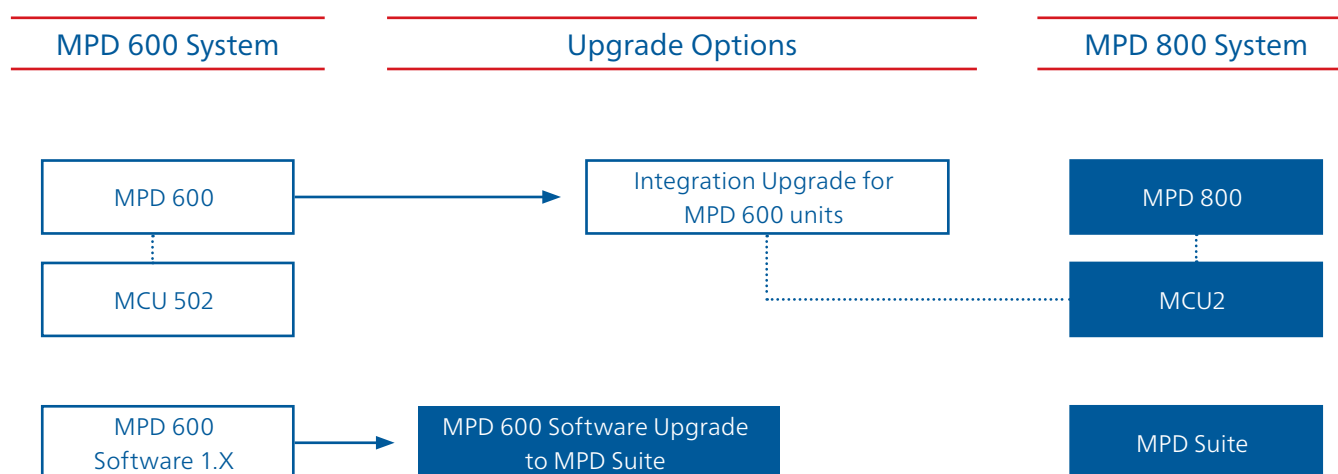 MPD 600 System
Upgrade Options
MPD 800 System
MPD 600
Integration Upgrade for
MPD 600 units
MPD 800
MCU 502
MCU2
MPD 600
Software 1.X
MPD 600 Software Upgrade
to MPD Suite
MPD Suite